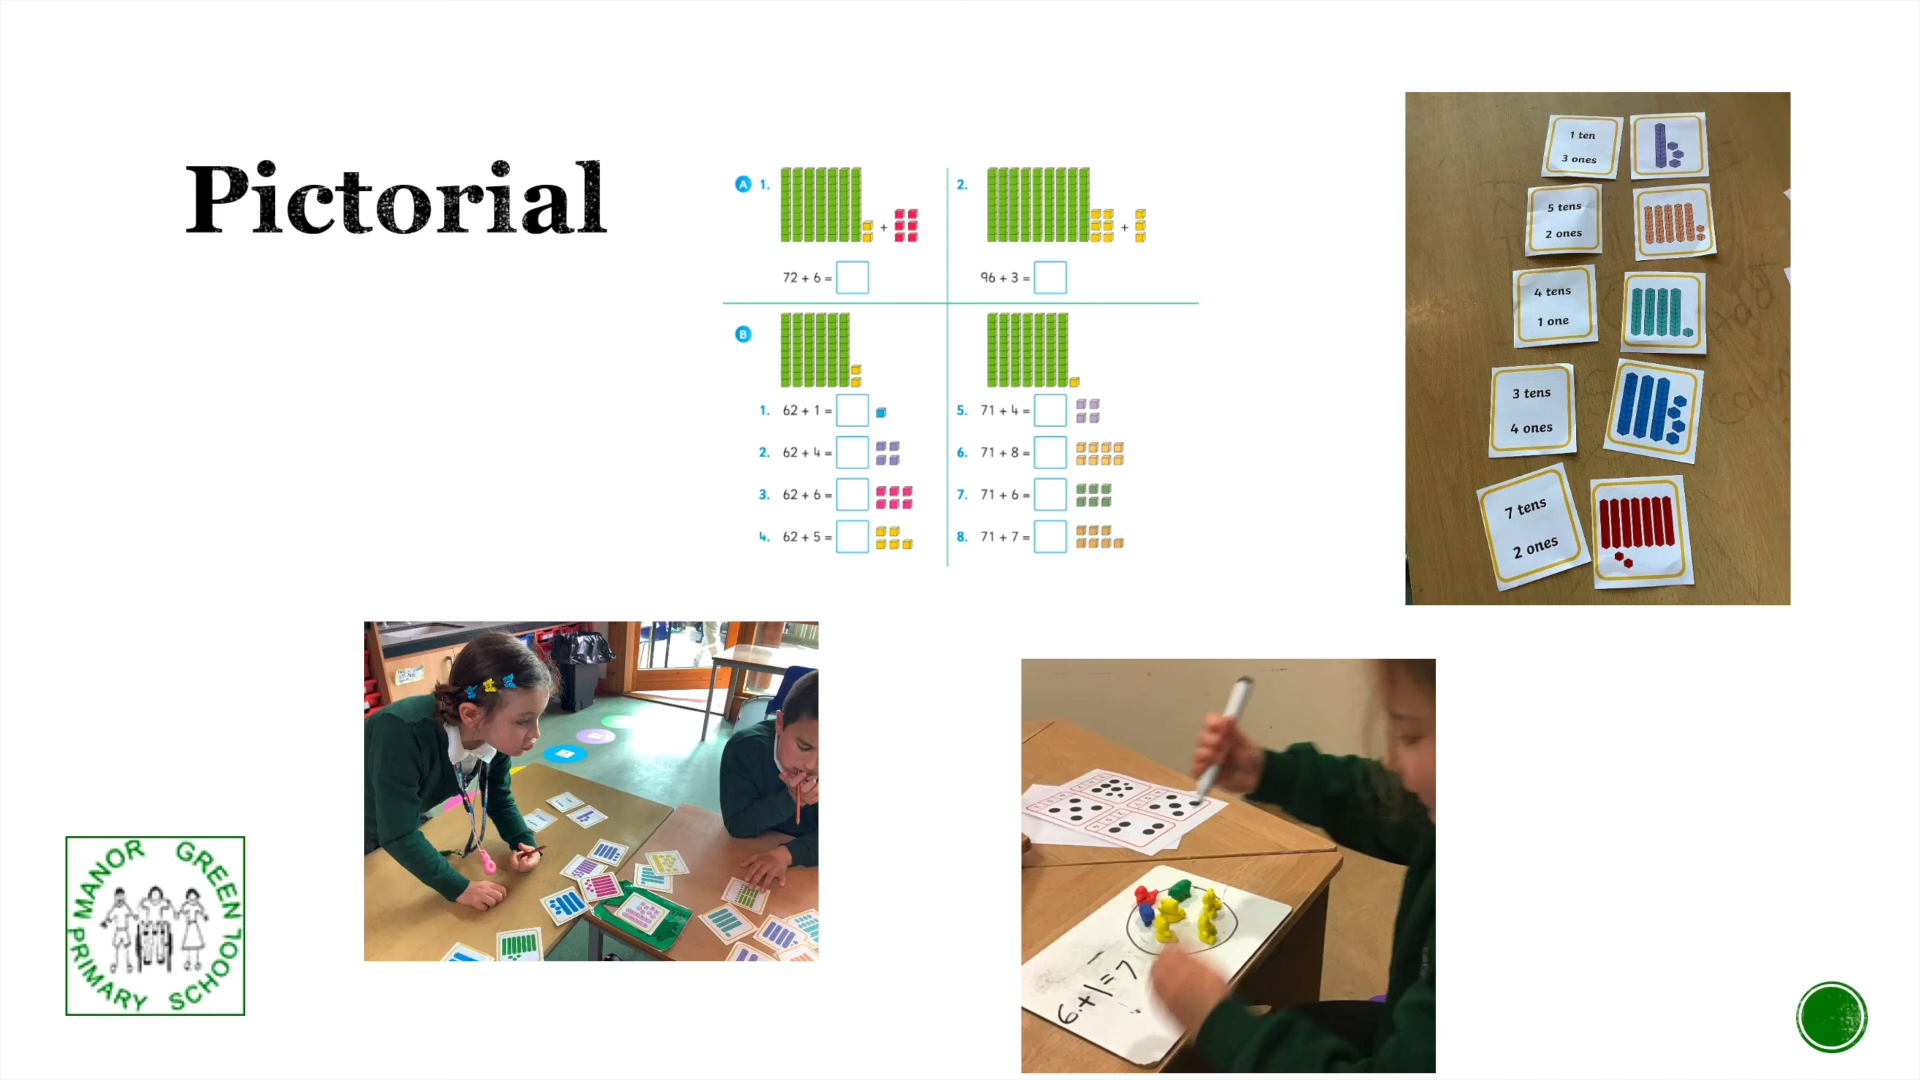 Pictorial
A 1.
+
72 + 6 =
2.
+
96 + 3 =
B
1. 62 + 1 =
2. 62 + 4 =
3. 62 + 6 =
4. 62 + 5 =
5. 71 + 4 =
6. 71 + 8 =
7. 71 + 6 =
8. 71 + 7 =
1 ten
3 ones
5 tens
2 ones
4 tens
1 one
3 tens
4 ones
7 tens
2 ones
6+1=7
MANOR GREEN
PRIMARY SCHOOL